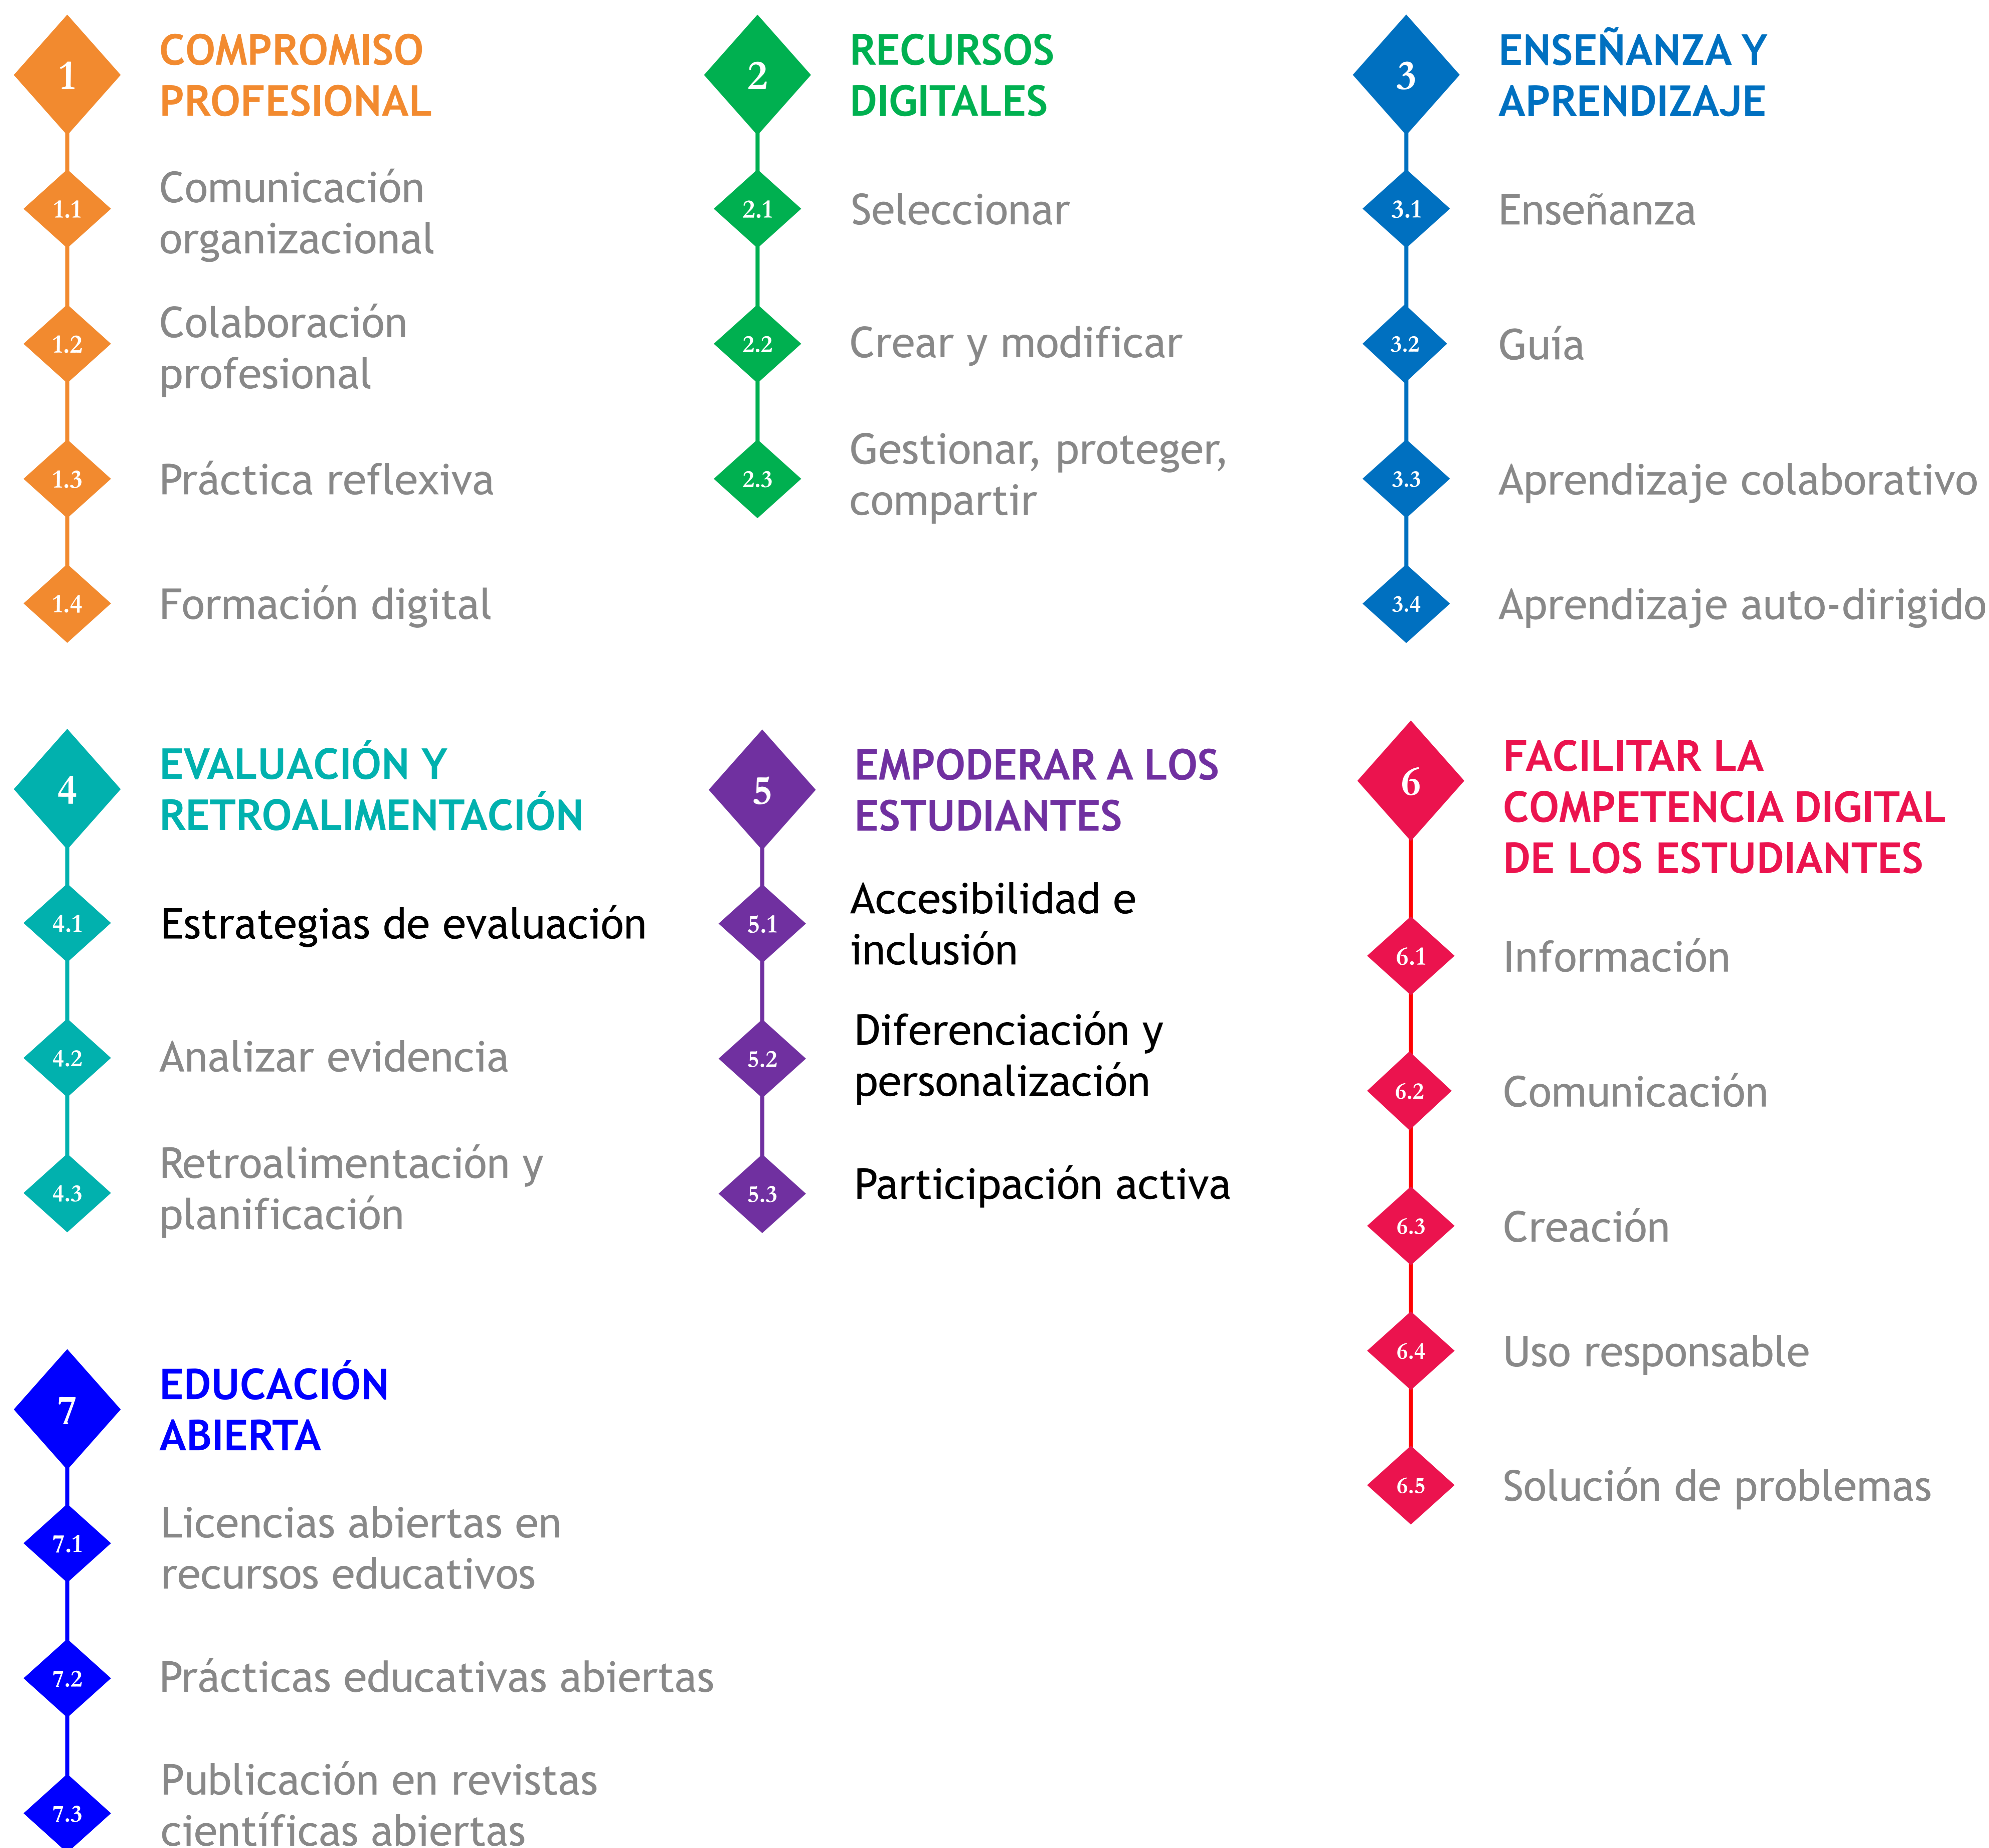 1
COMPROMISO
PROFESIONAL
1.1
Comunicación
organizacional
1.2
Colaboración
profesional
1.3
Práctica reflexiva
1.4
Formación digital
2
RECURSOS
DIGITALES
2.1
Seleccionar
2.2
Crear y modificar
2.3
Gestionar, proteger,
compartir
3
ENSEÑANZA Y
APRENDIZAJE
3.1
Enseñanza
3.2
Guía
3.3
Aprendizaje colaborativo
3.4
Aprendizaje auto-dirigido
4
EVALUACIÓN Y
RETROALIMENTACIÓN
4.1
Estrategias de evaluación
4.2
Analizar evidencia
4.3
Retroalimentación y
planificación
5
EMPODERAR A LOS
ESTUDIANTES
5.1
Accesibilidad e
inclusión
5.2
Diferenciación y
personalización
5.3
Participación activa
6
FACILITAR LA
COMPETENCIA DIGITAL
DE LOS ESTUDIANTES
6.1
Información
6.2
Comunicación
6.3
Creación
6.4
Uso responsable
6.5
Solución de problemas
7
EDUCACIÓN
ABIERTA
7.1
Licencias abiertas en
recursos educativos
7.2
Prácticas educativas abiertas
7.3
Publicación en revistas
científicas abiertas